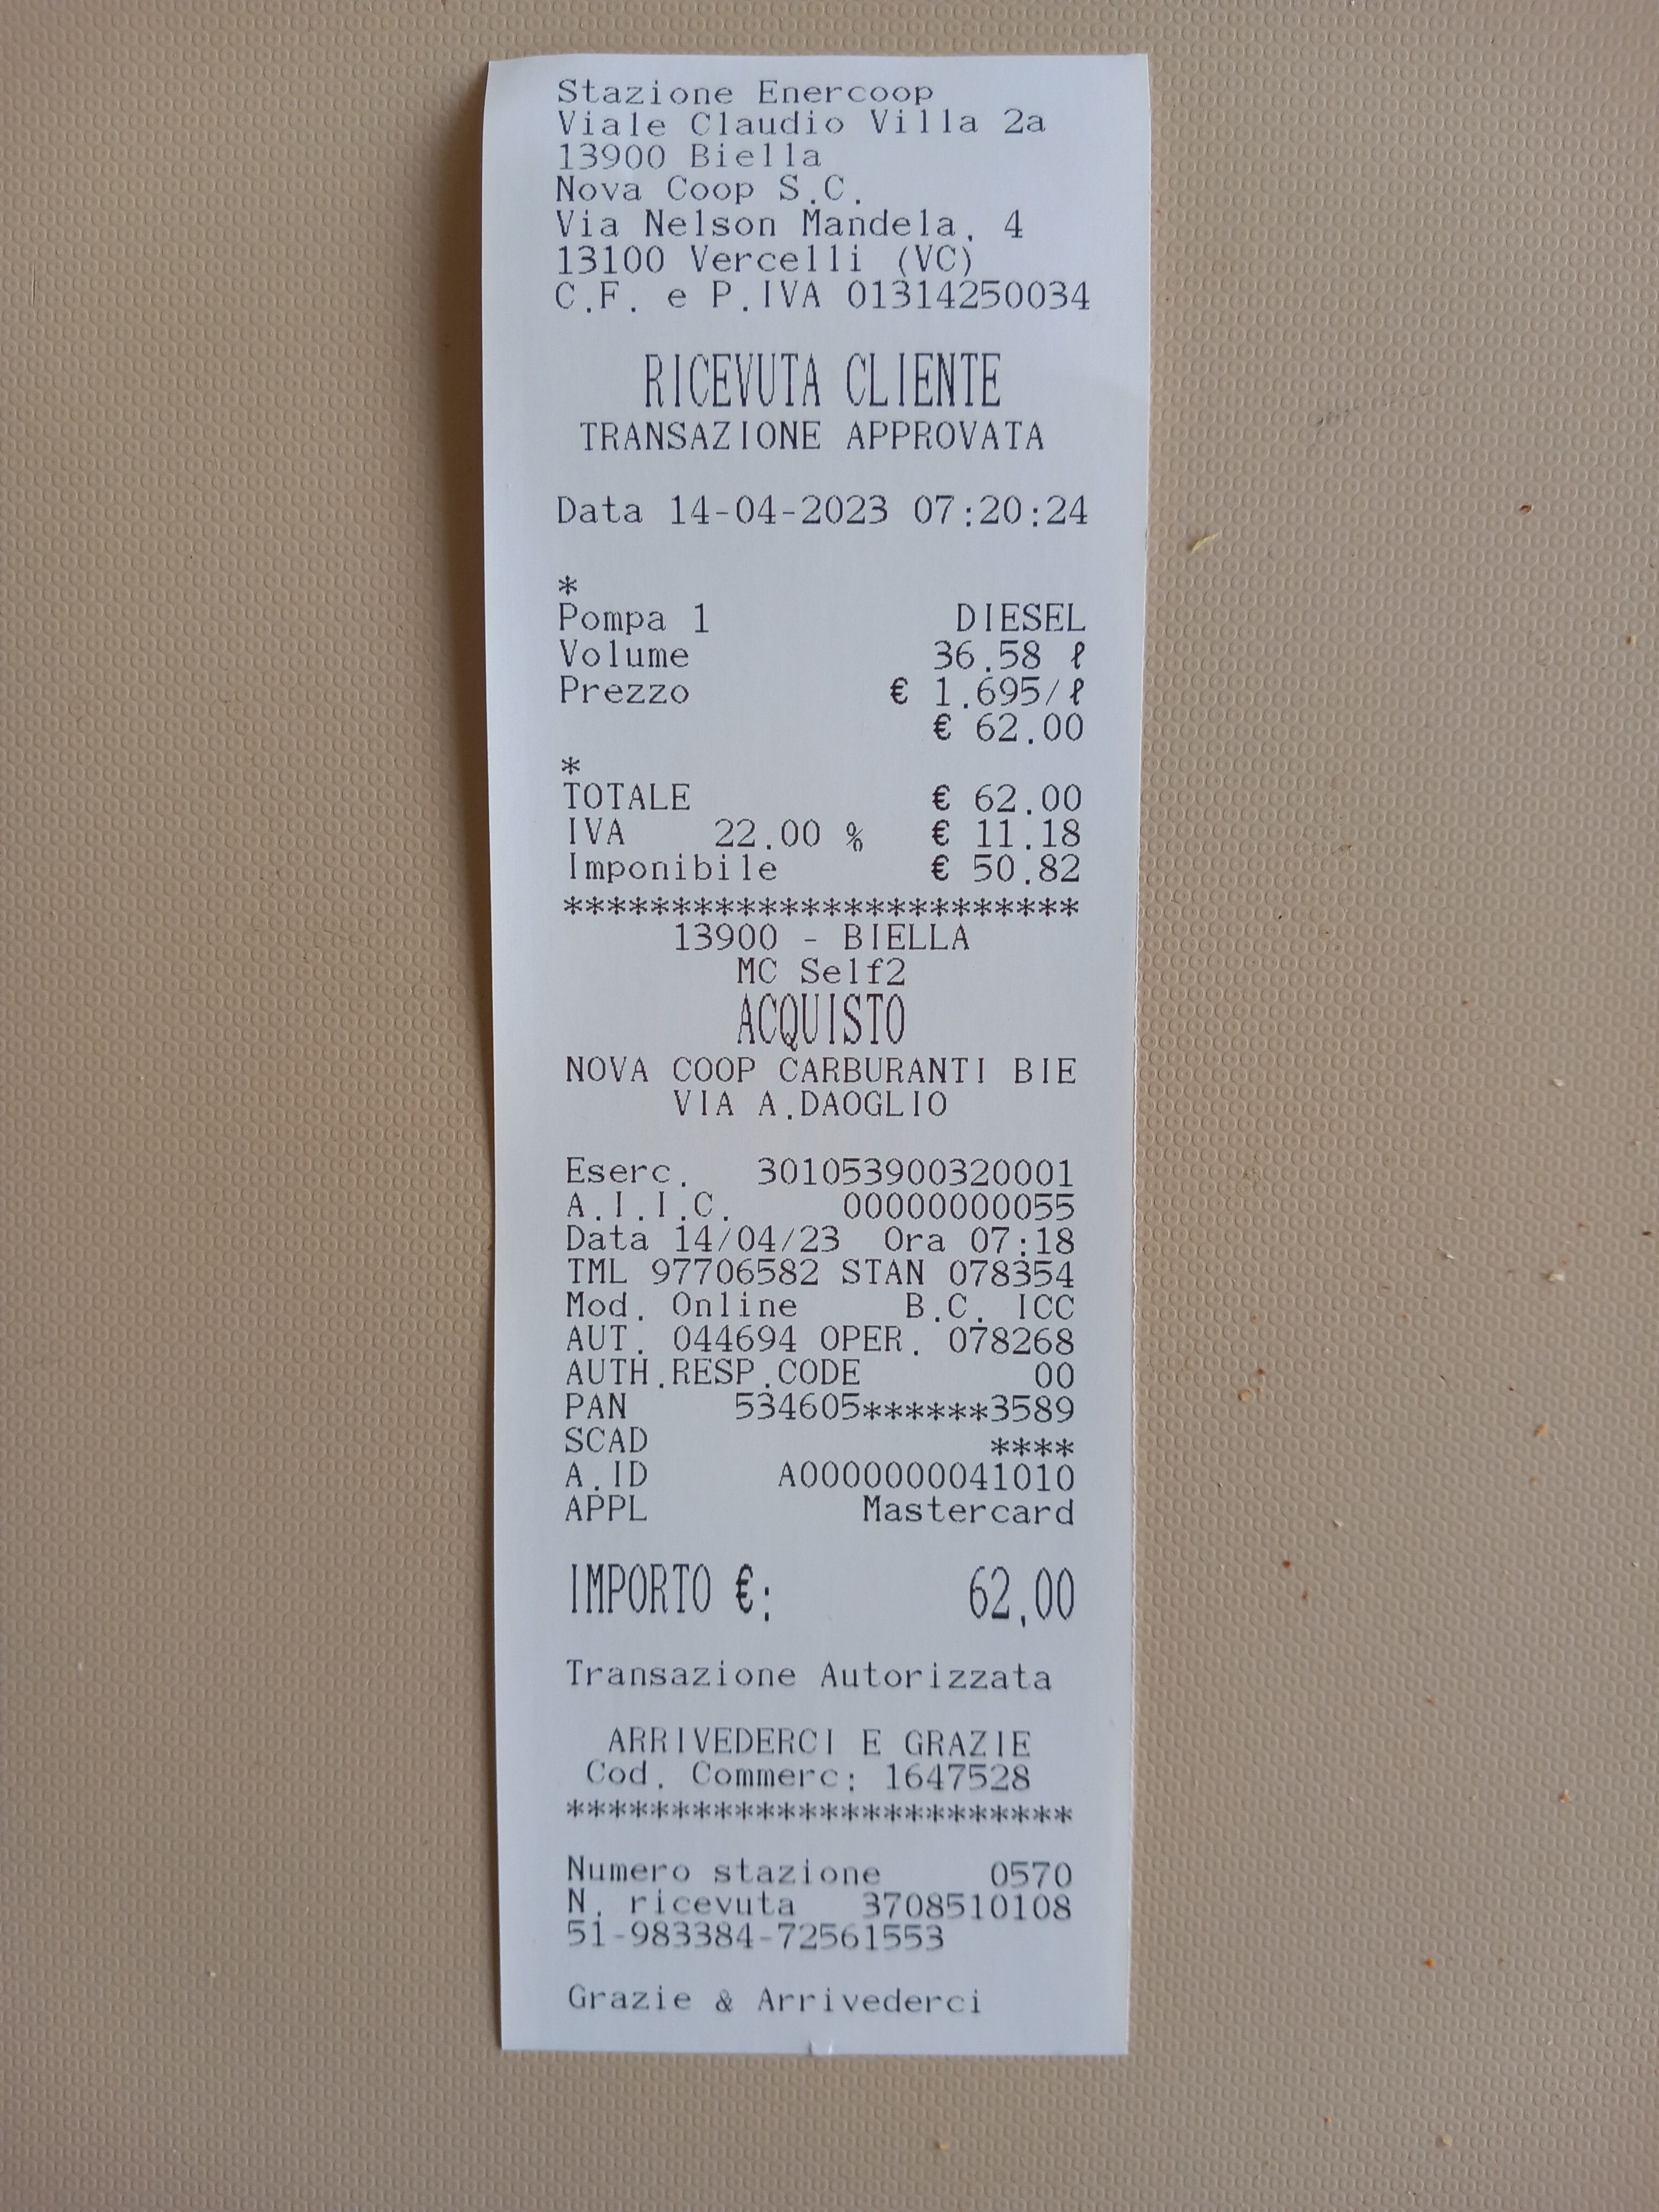 Stazione Enercoop
Viale Claudio Villa 2a
13900 Biella
Nova Coop S.C.
Via Nelson Mandela, 4
13100 Vercelli (VC)
C.F. e P.IVA 01314250034
RICEVUTA CLIENTE
TRANSAZIONE APPROVATA
Data 14-04-2023 07:20:24
*
Pompa 1 DIESEL
Volume 36.58 ℓ
Prezzo € 1.695/ℓ
€ 62.00
*
TOTALE € 62.00
IVA 22.00 % € 11.18
Imponibile € 50.82
************************
13900 - BIELLA
MC Self2
ACQUISTO
NOVA COOP CARBURANTI BIE
VIA A.DAOGLIO
Eserc. 301053900320001
A.I.I.C. 00000000055
Data 14/04/23 Ora 07:18
TML 97706582 STAN 078354
Mod. Online B.C. ICC
AUT. 044694 OPER. 078268
AUTH.RESP.CODE 00
PAN 534605******3589
SCAD ****
A.ID A0000000041010
APPL Mastercard
IMPORTO €: 62,00
Transazione Autorizzata
ARRIVEDERCI E GRAZIE
Cod. Commerc: 1647528
************************
Numero stazione 0570
N. ricevuta 3708510108
51-983384-72561553
Grazie & Arrivederci